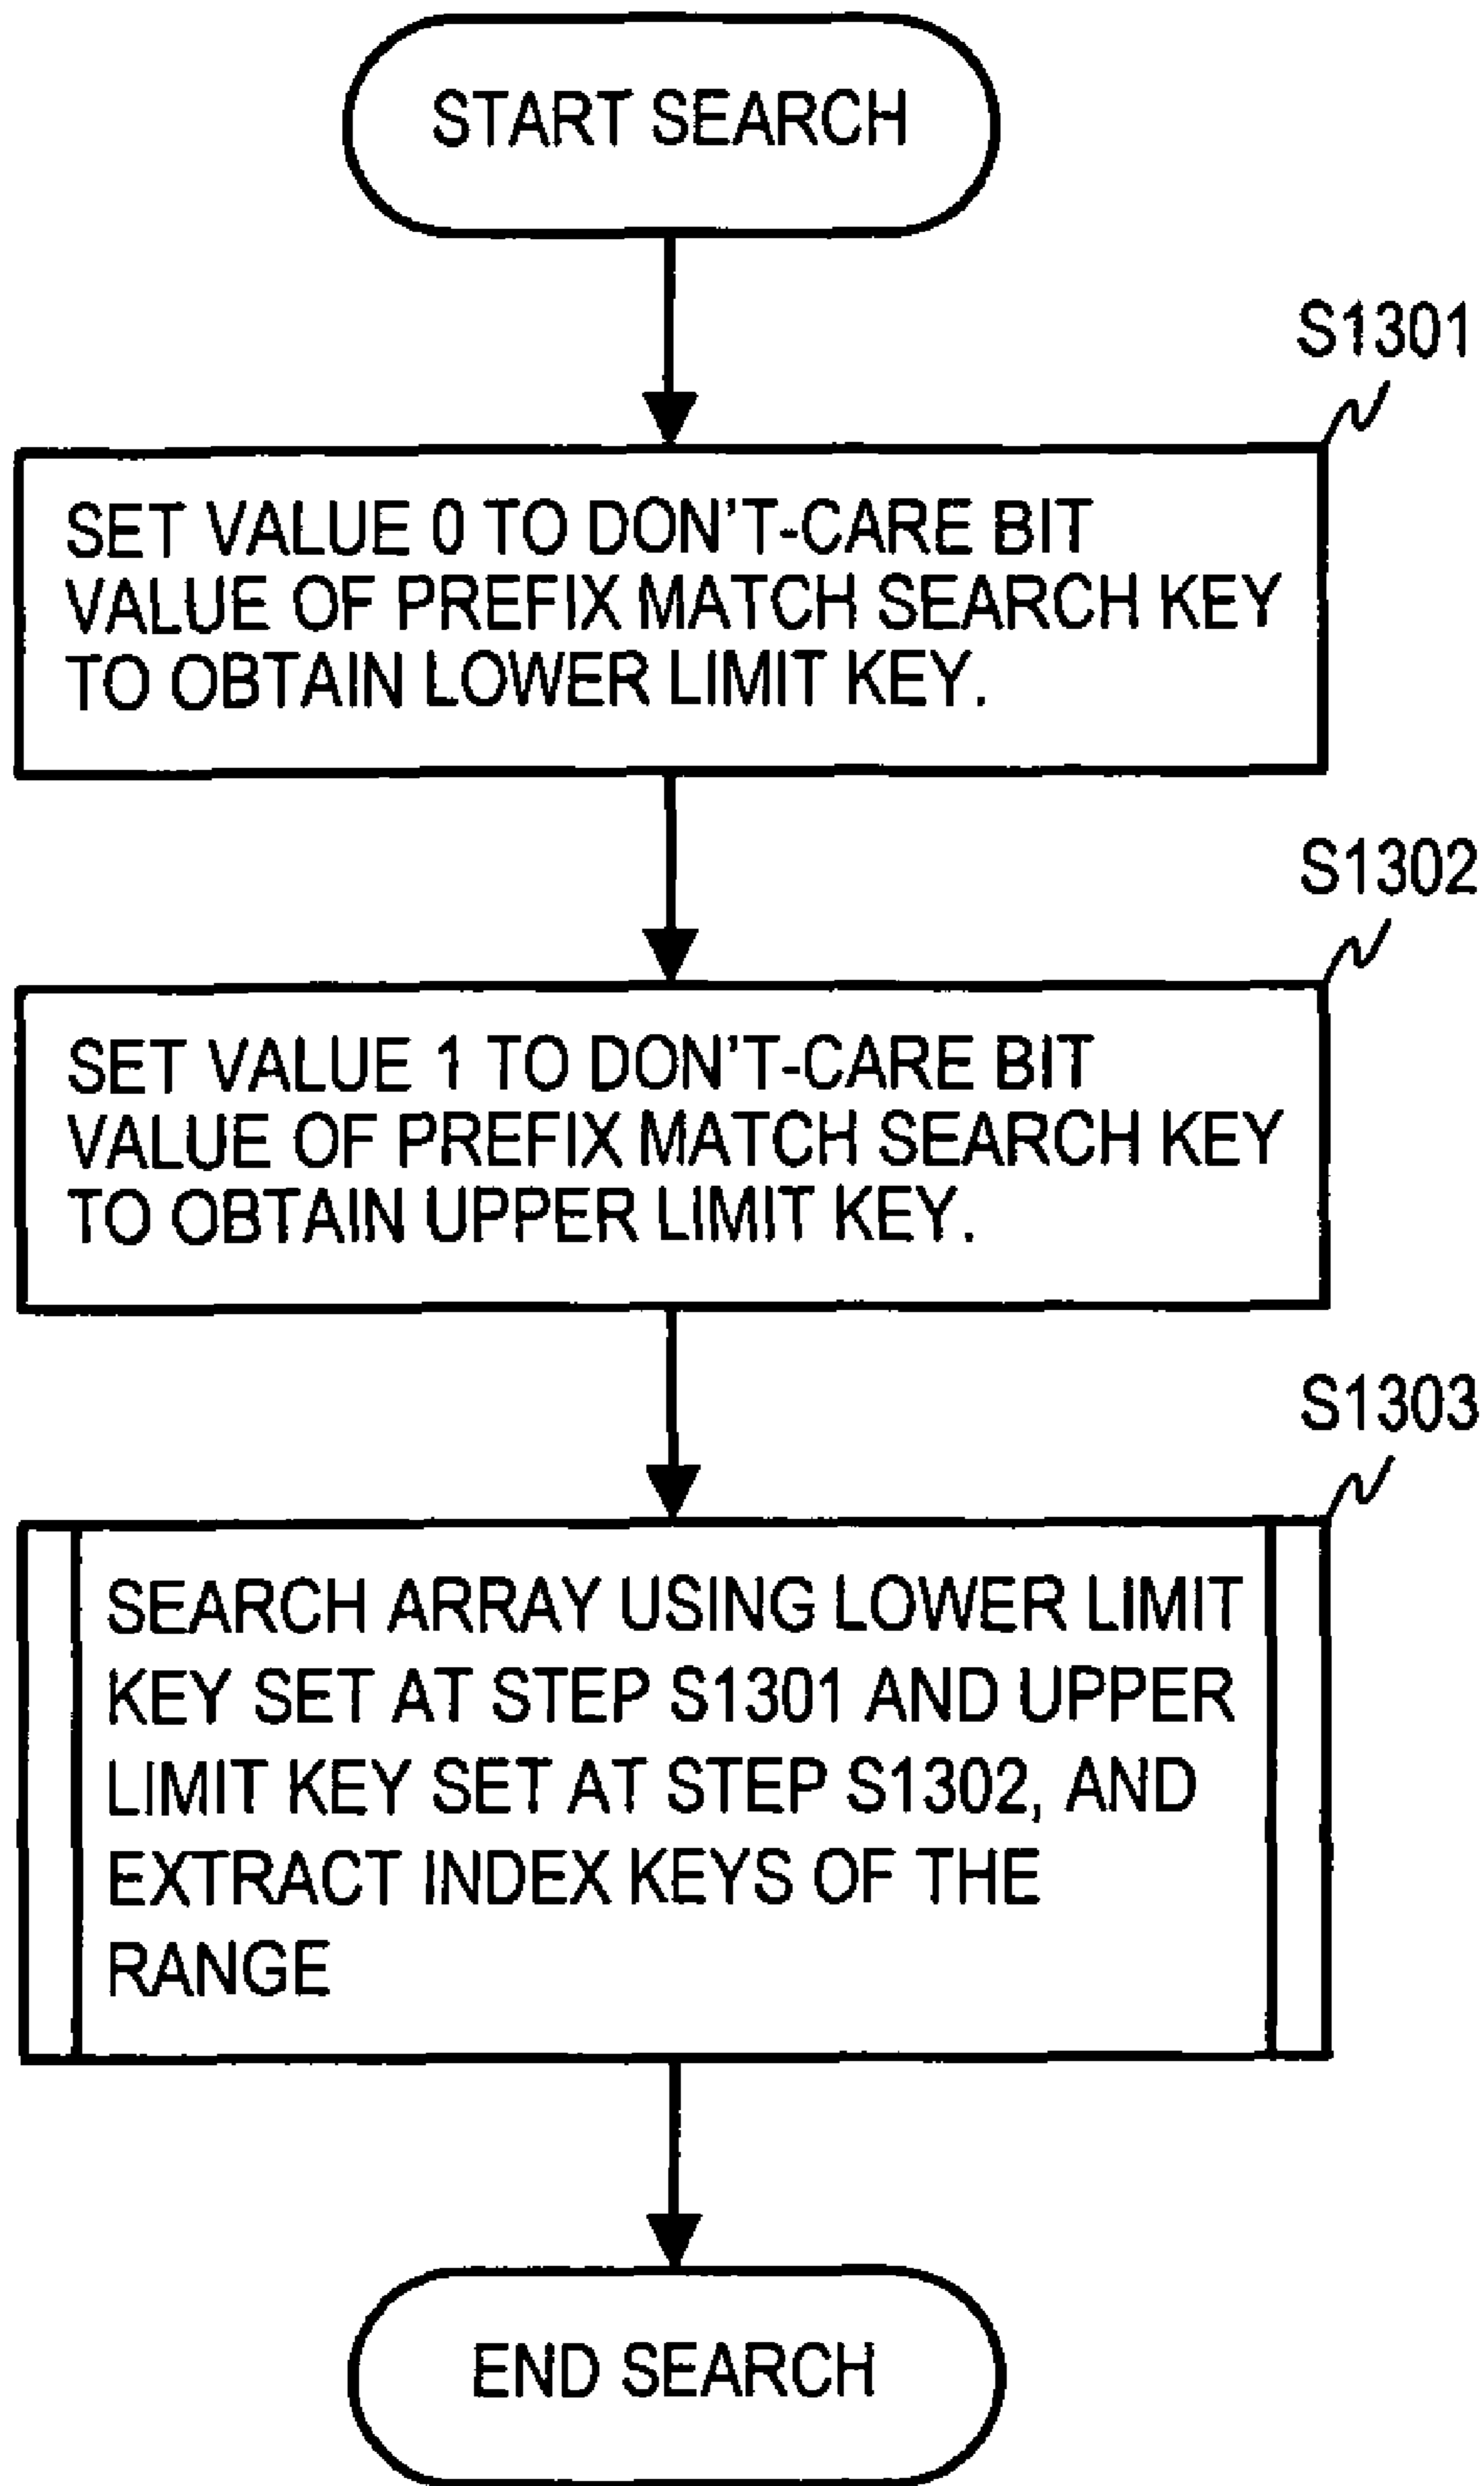 START SEARCH
S1301
SET VALUE 0 TO DON'T-CARE BIT
VALUE OF PREFIX MATCH SEARCH KEY
TO OBTAIN LOWER LIMIT KEY.
S1302
SET VALUE 1 TO DON'T-CARE BIT
VALUE OF PREFIX MATCH SEARCH KEY
TO OBTAIN UPPER LIMIT KEY.
S1303
SEARCH ARRAY USING LOWER LIMIT
KEY SET AT STEP S1301 AND UPPER
LIMIT KEY SET AT STEP S1302, AND
EXTRACT INDEX KEYS OF THE
RANGE
END SEARCH